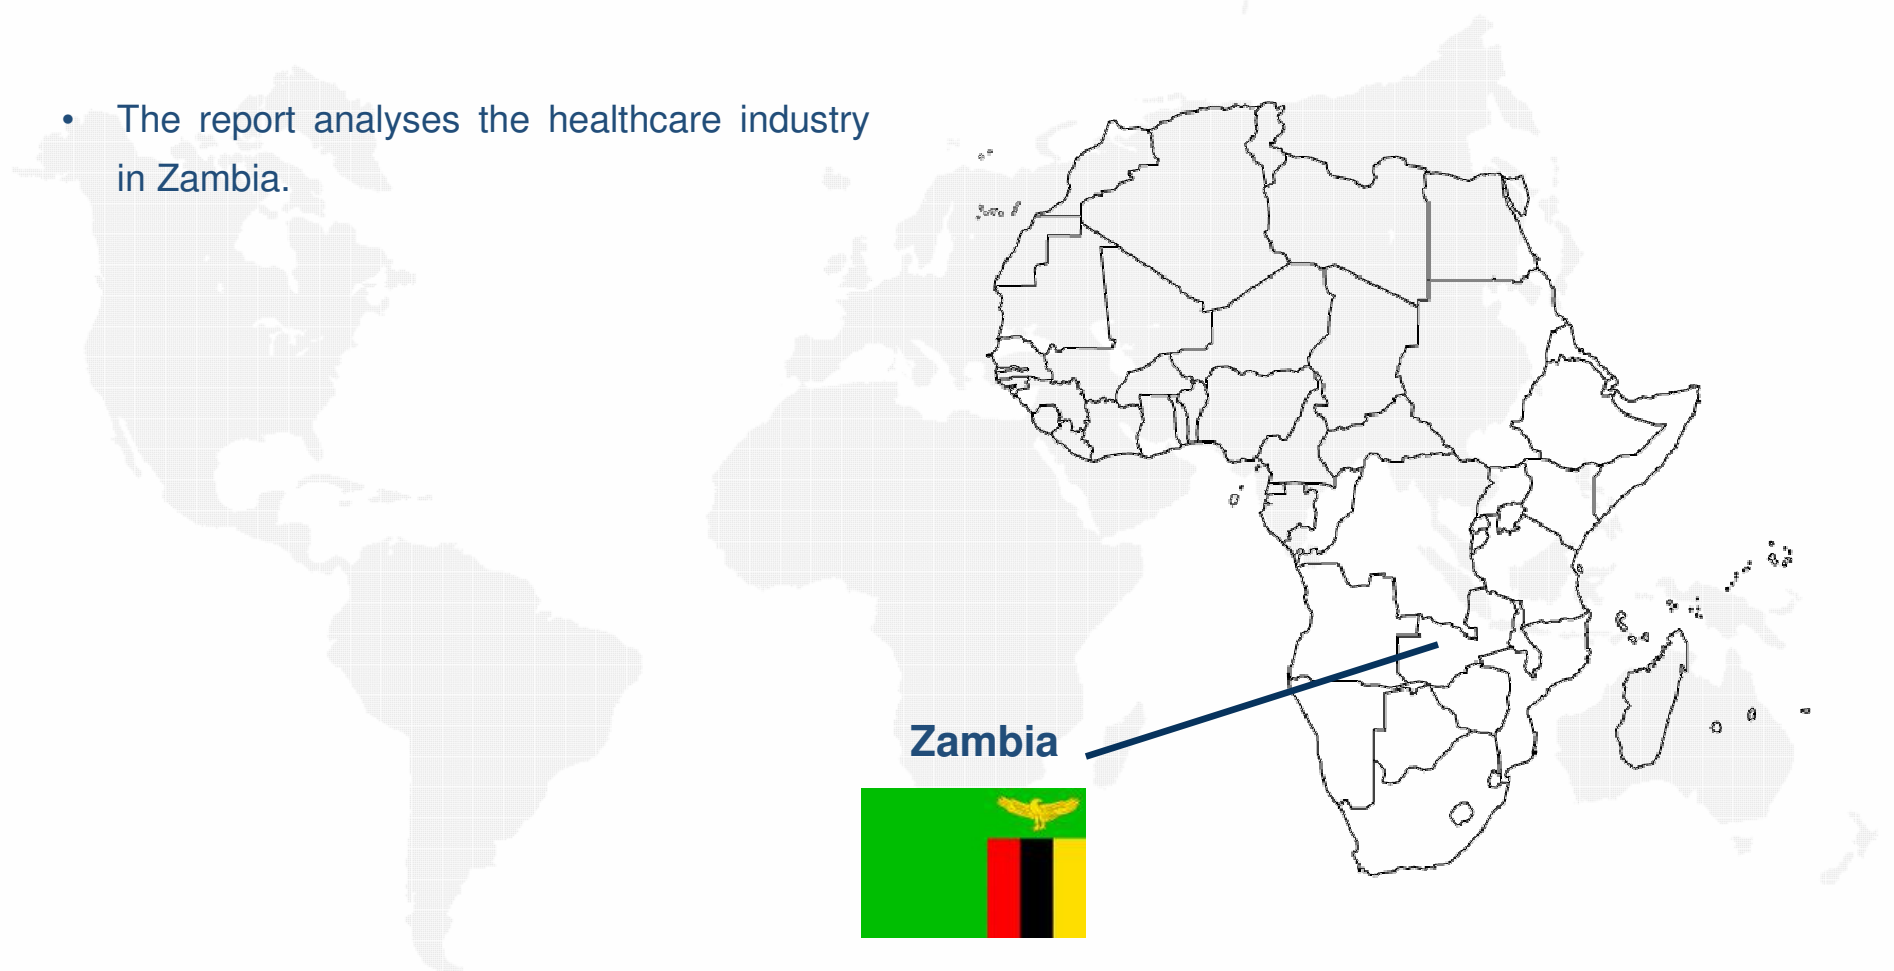 • The report analyses the healthcare industry
in Zambia.
Zambia